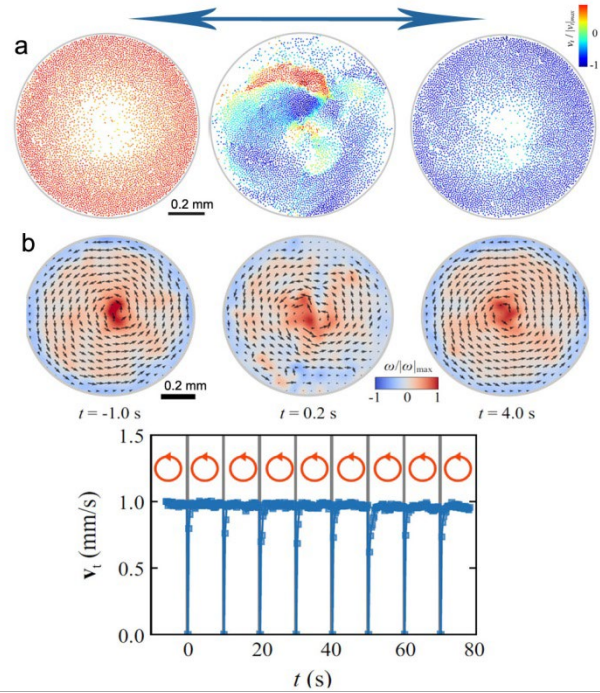 a
v_t / |v_t|_max
0
-1
0.2 mm
b
0.2 mm
ω/|ω|_max
-1 0 1
t = -1.0 s
t = 0.2 s
t = 4.0 s
1.5
1.0
0.5
0.0
v_t (mm/s)
0 20 40 60 80
t (s)